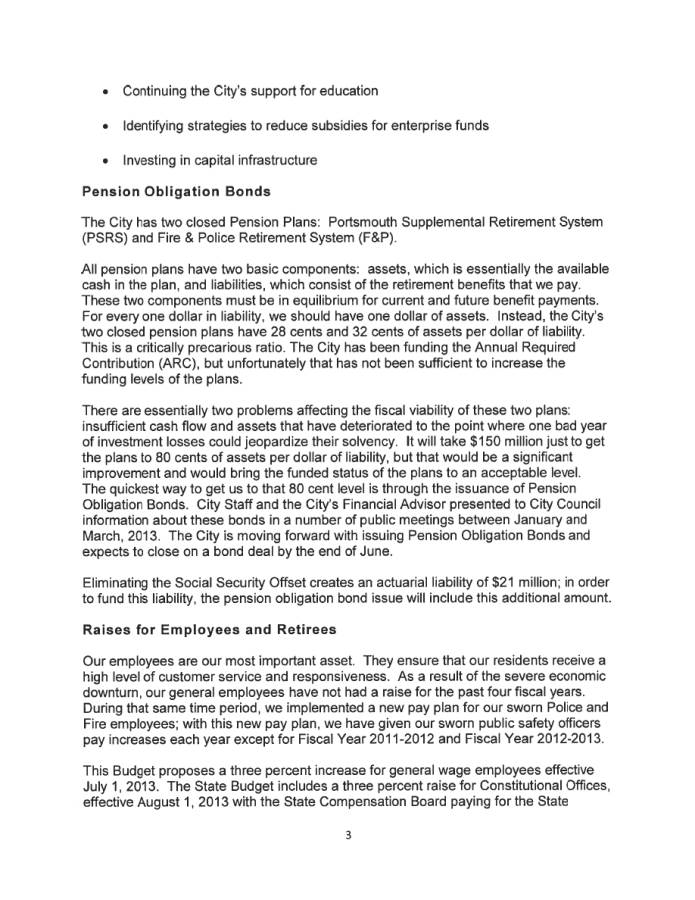 • Continuing the City's support for education
• Identifying strategies to reduce subsidies for enterprise funds
• Investing in capital infrastructure
Pension Obligation Bonds
The City has two closed Pension Plans: Portsmouth Supplemental Retirement System
(PSRS) and Fire & Police Retirement System (F&P).
All pension plans have two basic components: assets, which is essentially the available
cash in the plan, and liabilities, which consist of the retirement benefits that we pay.
These two components must be in equilibrium for current and future benefit payments.
For every one dollar in liability, we should have one dollar of assets. Instead, the City's
two closed pension plans have 28 cents and 32 cents of assets per dollar of liability.
This is a critically precarious ratio. The City has been funding the Annual Required
Contribution (ARC), but unfortunately that has not been sufficient to increase the
funding levels of the plans.
There are essentially two problems affecting the fiscal viability of these two plans:
insufficient cash flow and assets that have deteriorated to the point where one bad year
of investment losses could jeopardize their solvency. It will take $150 million just to get
the plans to 80 cents of assets per dollar of liability, but that would be a significant
improvement and would bring the funded status of the plans to an acceptable level.
The quickest way to get us to that 80 cent level is through the issuance of Pension
Obligation Bonds. City Staff and the City's Financial Advisor presented to City Council
information about these bonds in a number of public meetings between January and
March, 2013. The City is moving forward with issuing Pension Obligation Bonds and
expects to close on a bond deal by the end of June.
Eliminating the Social Security Offset creates an actuarial liability of $21 million; in order
to fund this liability, the pension obligation bond issue will include this additional amount.
Raises for Employees and Retirees
Our employees are our most important asset. They ensure that our residents receive a
high level of customer service and responsiveness. As a result of the severe economic
downturn, our general employees have not had a raise for the past four fiscal years.
During that same time period, we implemented a new pay plan for our sworn Police and
Fire employees; with this new pay plan, we have given our sworn public safety officers
pay increases each year except for Fiscal Year 2011-2012 and Fiscal Year 2012-2013.
This Budget proposes a three percent increase for general wage employees effective
July 1, 2013. The State Budget includes a three percent raise for Constitutional Offices,
effective August 1, 2013 with the State Compensation Board paying for the State
3